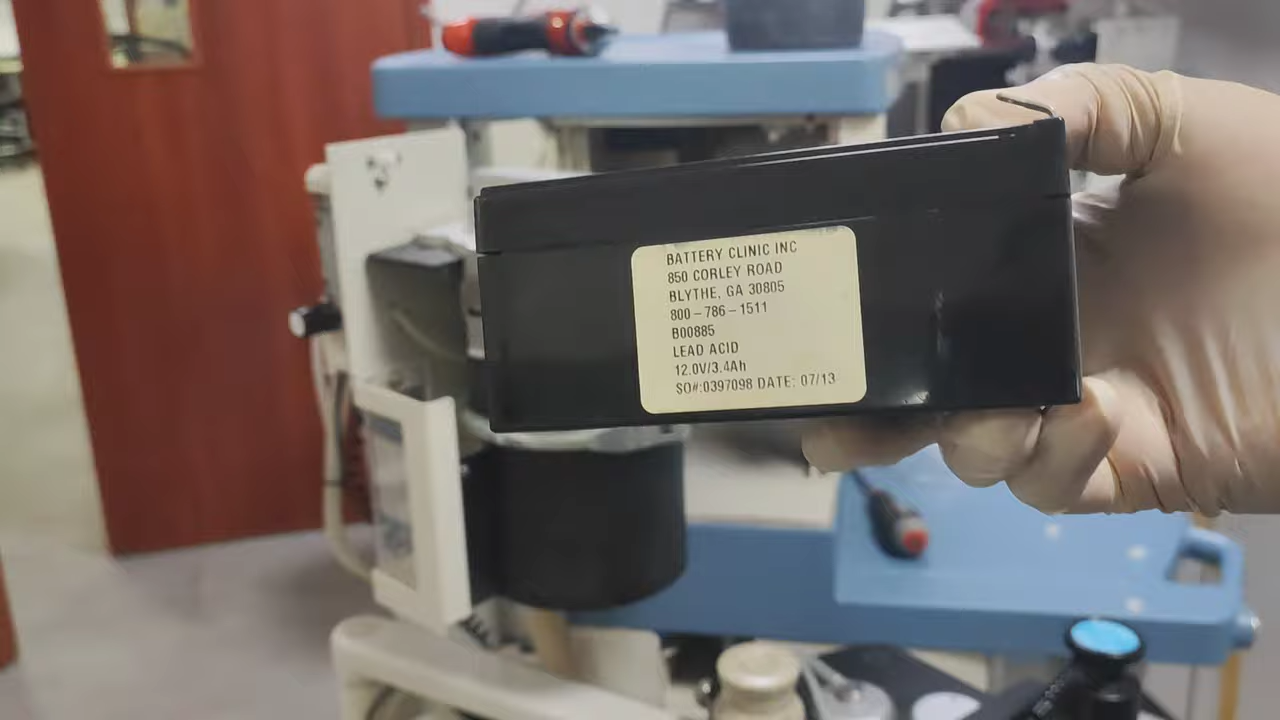 BATTERY CLINIC INC
850 CORLEY ROAD
BLYTHE, GA 30805
800-786-1511
B00885
LEAD ACID
12.0V/3.4Ah
SO#:0397098 DATE: 07/13